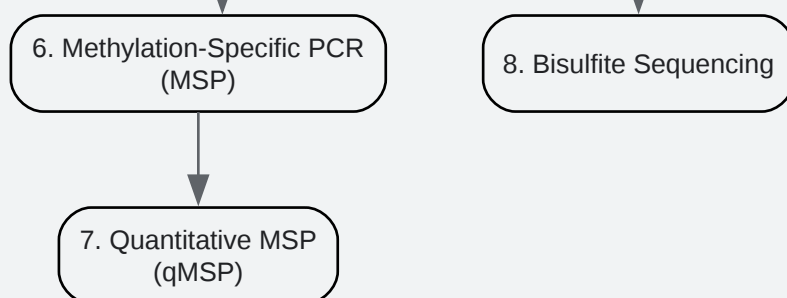 6. Methylation-Specific PCR
(MSP)
8. Bisulfite Sequencing
7. Quantitative MSP
(qMSP)